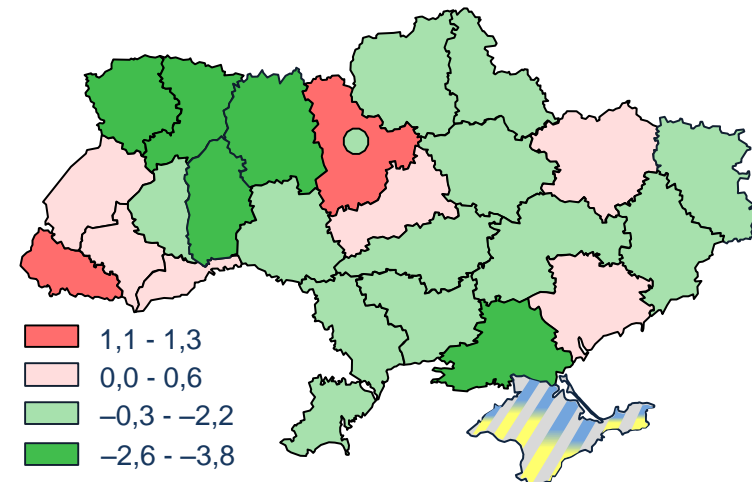 1,1 - 1,3
0,0 - 0,6
–0,3 - –2,2
–2,6 - –3,8